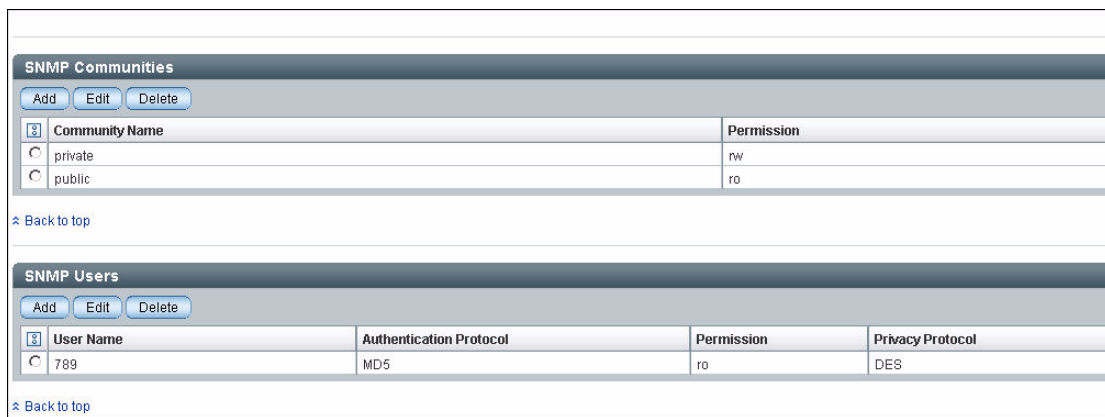 SNMP Communities
Add Edit Delete
Community Name Permission
private rw
public ro
Back to top
SNMP Users
Add Edit Delete
User Name Authentication Protocol Permission Privacy Protocol
789 MD5 ro DES
Back to top